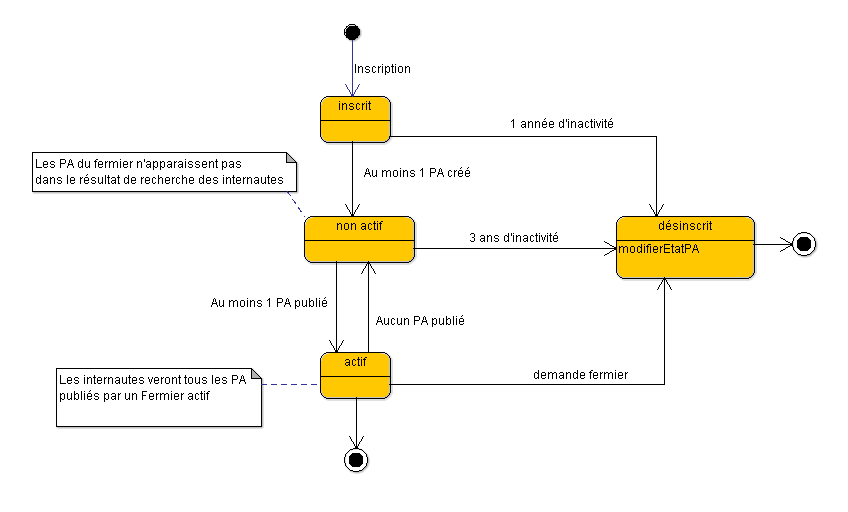 Inscription
inscrit
1 année d'inactivité
Les PA du fermier n'apparaissent pas
dans le résultat de recherche des internautes
Au moins 1 PA créé
non actif
3 ans d'inactivité
désinscrit
modifierEtatPA
Au moins 1 PA publié
Aucun PA publié
actif
demande fermier
Les internautes veront tous les PA
publiés par un Fermier actif